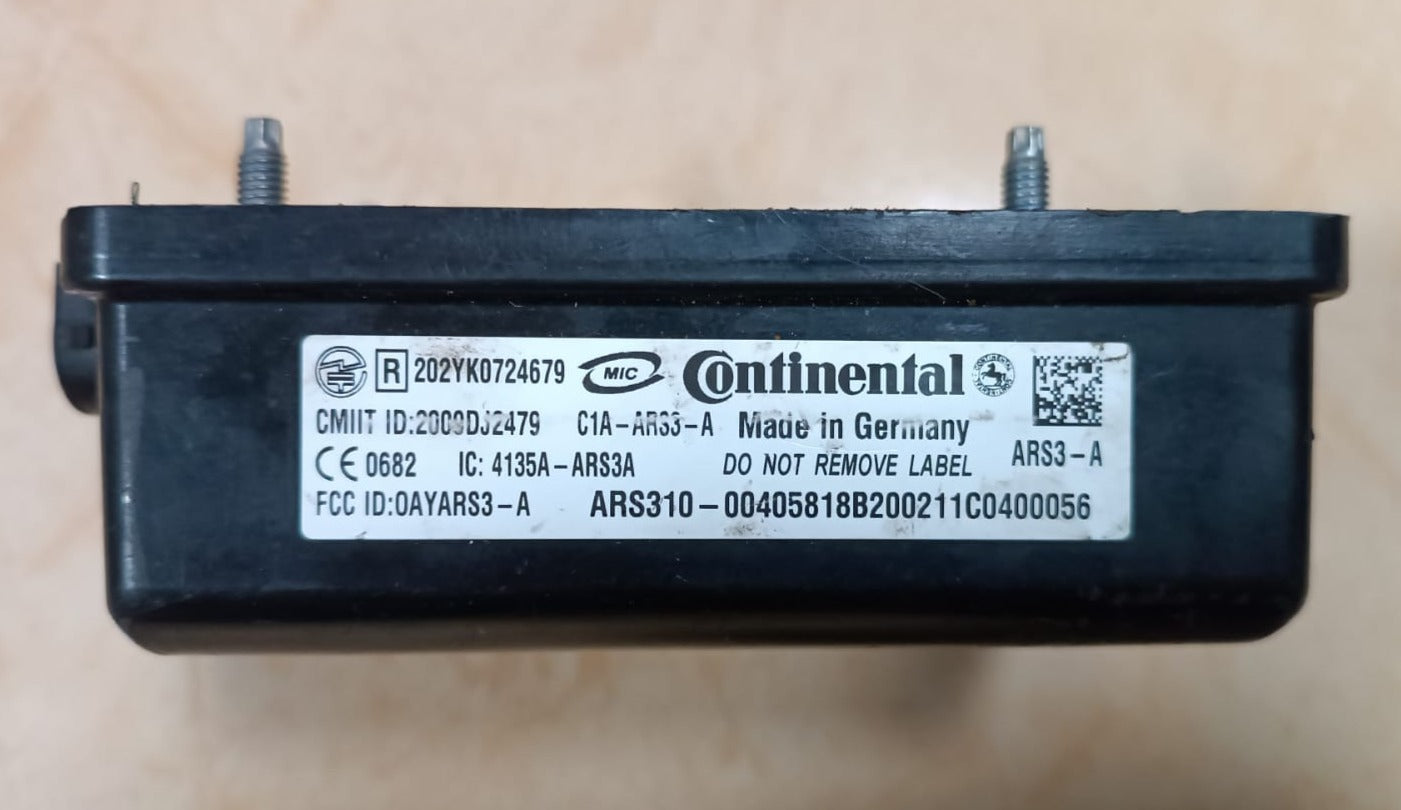 R 202YK0724679 MIC Continental
CMIIT ID:2009DJ2479 C1A-ARS3-A Made in Germany
ARS3-A
CE 0682 IC: 4135A-ARS3A DO NOT REMOVE LABEL
FCC ID:OAYARS3-A ARS310-00405818B200211C0400056